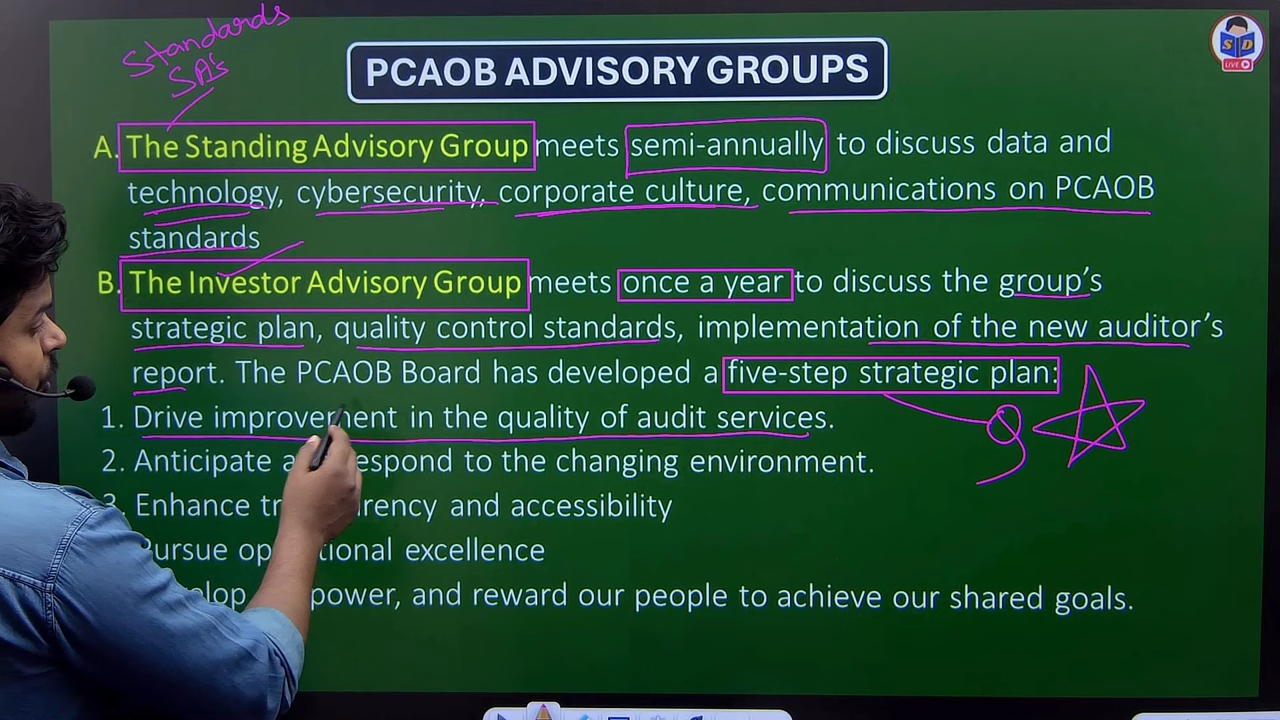 Standards
SA's
PCAOB ADVISORY GROUPS
S D
LIVE
A. The Standing Advisory Group meets semi-annually to discuss data and
technology, cybersecurity, corporate culture, communications on PCAOB
standards
B. The Investor Advisory Group meets once a year to discuss the group's
strategic plan, quality control standards, implementation of the new auditor's
report. The PCAOB Board has developed a five-step strategic plan:
1. Drive improvement in the quality of audit services.
2. Anticipate respond to the changing environment.
3. Enhance and accessibility
Pursue excellence
and reward our people to achieve our shared goals.